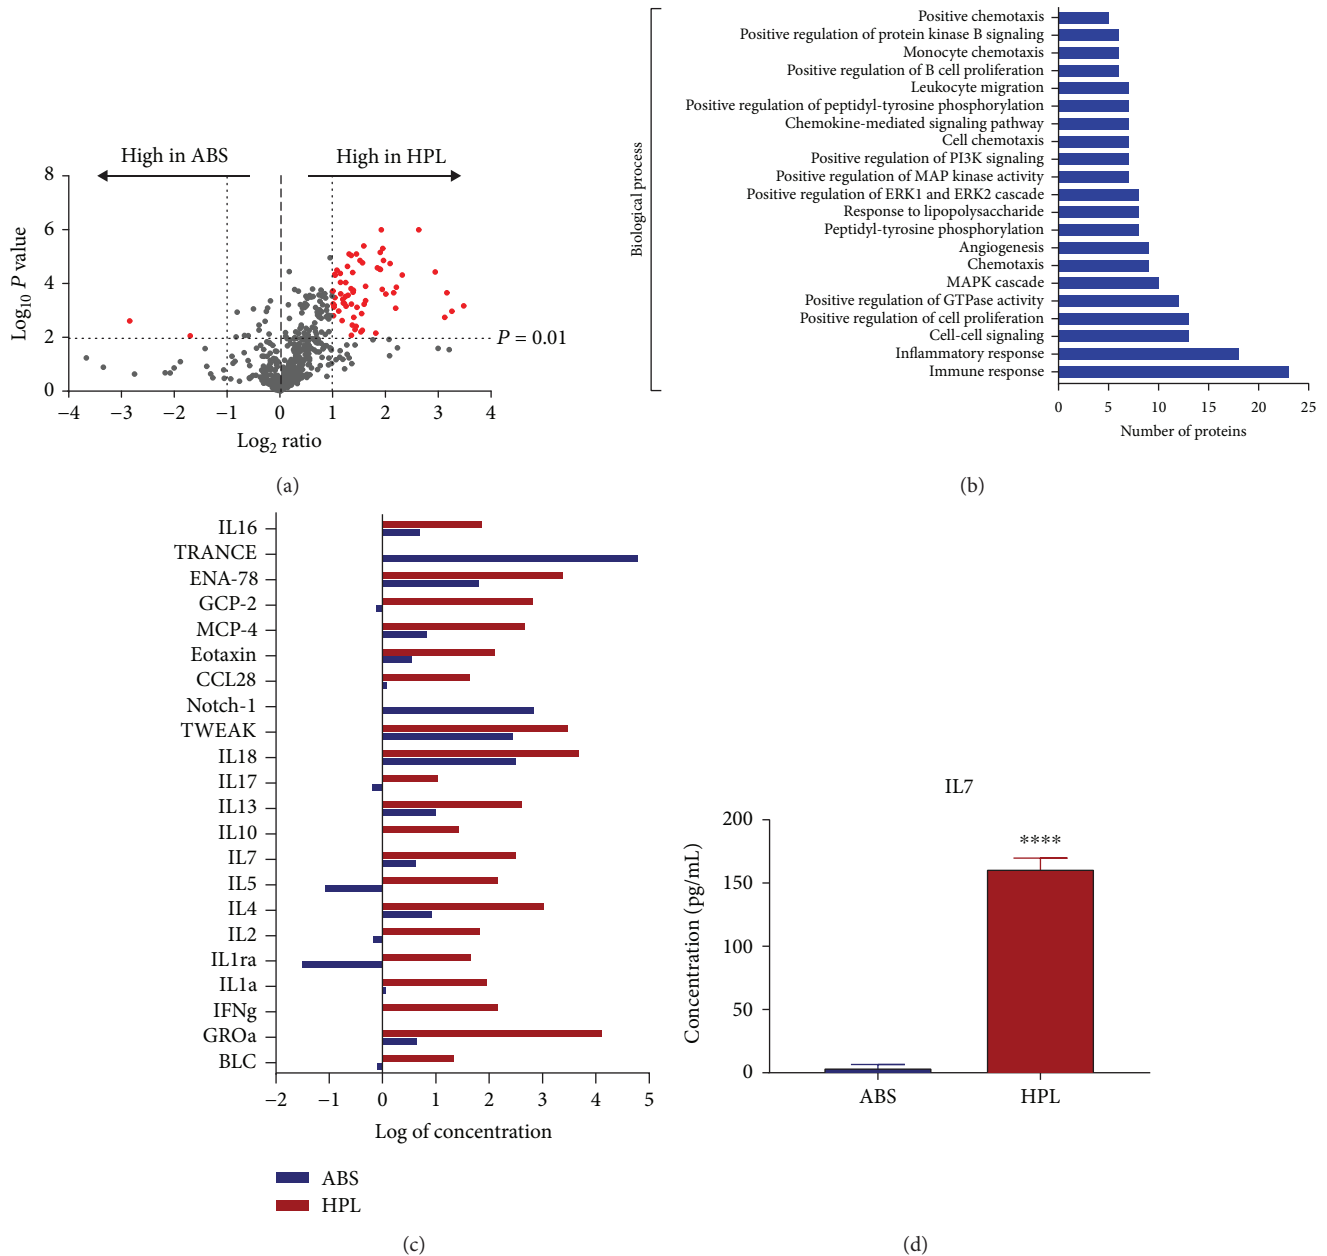 High in ABS
High in HPL
8
6
4
2
0
Log10 P value
P = 0.01
−4 −3 −2 −1 0 1 2 3 4
Log2 ratio
(a)
Biological process
Positive chemotaxis
Positive regulation of protein kinase B signaling
Monocyte chemotaxis
Positive regulation of B cell proliferation
Leukocyte migration
Positive regulation of peptidyl-tyrosine phosphorylation
Chemokine-mediated signaling pathway
Cell chemotaxis
Positive regulation of PI3K signaling
Positive regulation of MAP kinase activity
Positive regulation of ERK1 and ERK2 cascade
Response to lipopolysaccharide
Peptidyl-tyrosine phosphorylation
Angiogenesis
Chemotaxis
MAPK cascade
Positive regulation of GTPase activity
Positive regulation of cell proliferation
Cell-cell signaling
Inflammatory response
Immune response
0 5 10 15 20 25
Number of proteins
(b)
IL16
TRANCE
ENA-78
GCP-2
MCP-4
Eotaxin
CCL28
Notch-1
TWEAK
IL18
IL17
IL13
IL10
IL7
IL5
IL4
IL2
IL1ra
IL1a
IFNg
GROa
BLC
−2 −1 0 1 2 3 4 5
Log of concentration
ABS
HPL
(c)
IL7
200
150
100
50
0
Concentration (pg/mL)
****
ABS HPL
(d)